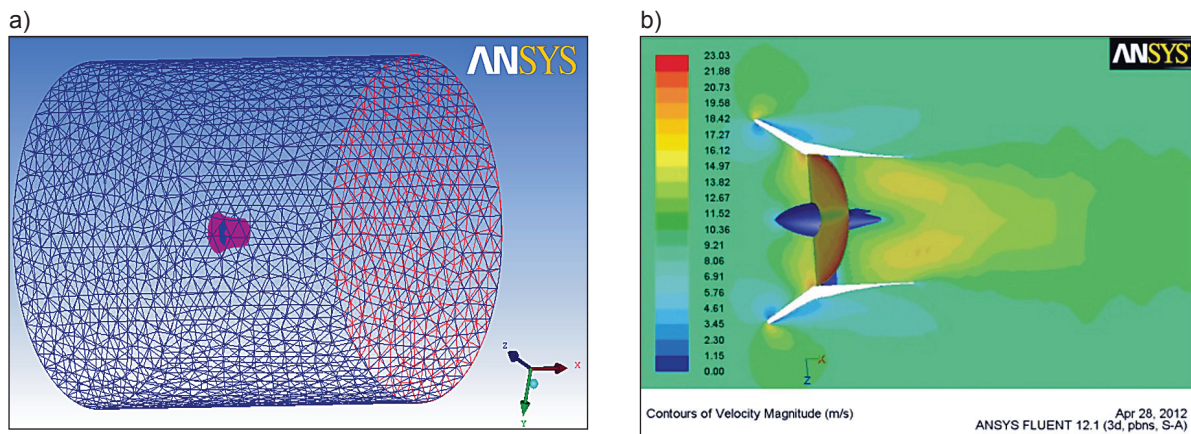 a)
ANSYS
Z
X
Y
b)
ANSYS
23.03
21.88
20.73
19.58
18.42
17.27
16.12
14.97
13.82
12.67
11.52
10.36
9.21
8.06
6.91
5.76
4.61
3.45
2.30
1.15
0.00
X
Z
Contours of Velocity Magnitude (m/s)
Apr 28, 2012
ANSYS FLUENT 12.1 (3d, pbns, S-A)